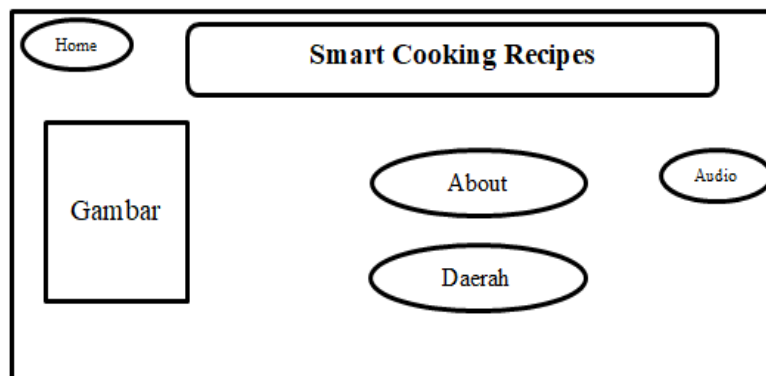 Home
Smart Cooking Recipes
Gambar
About
Audio
Daerah